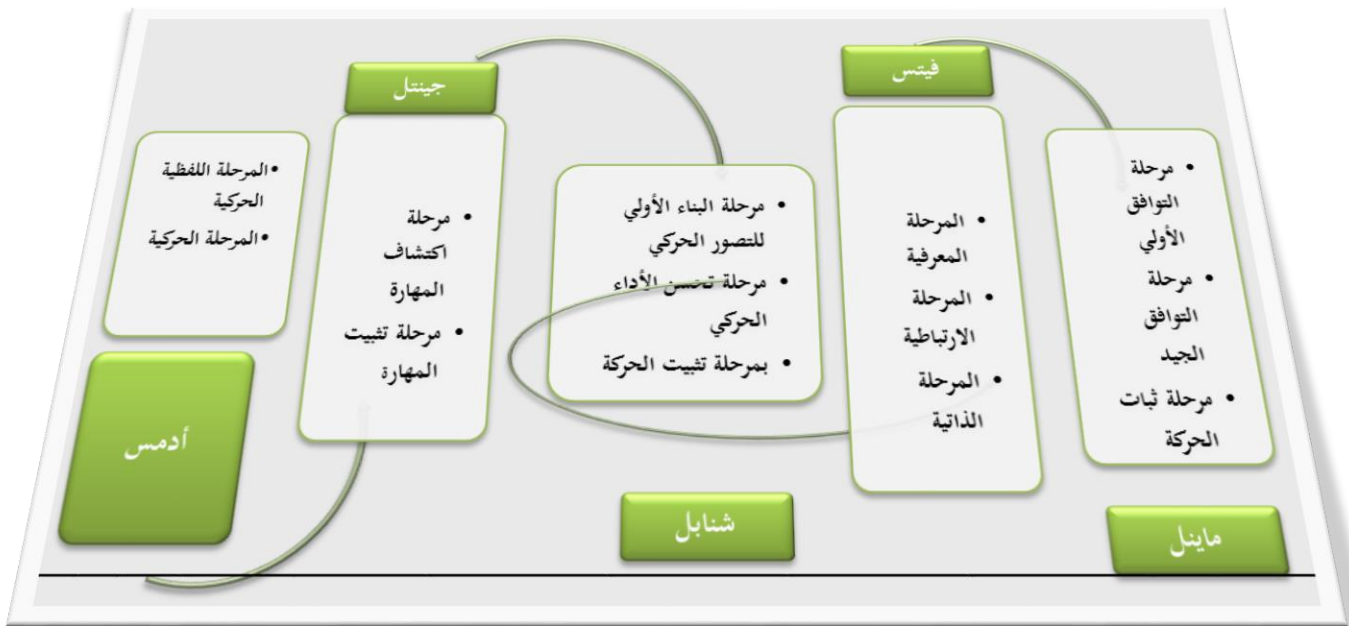 مرحلة
التوافق
الأولي
مرحلة
التوافق
الجيد
مرحلة ثبات
الحركة
ماينل
فيتس
المرحلة
المعرفية
المرحلة
الارتباطية
المرحلة
الذاتية
مرحلة البناء الأولي
للتصور الحركي
مرحلة تحسن الأداء
الحركي
بمرحلة تثبيت الحركة
شنابل
جينتل
مرحلة
اكتشاف
المهارة
مرحلة تثبيت
المهارة
المرحلة اللفظية
الحركية
المرحلة الحركية
أدمس